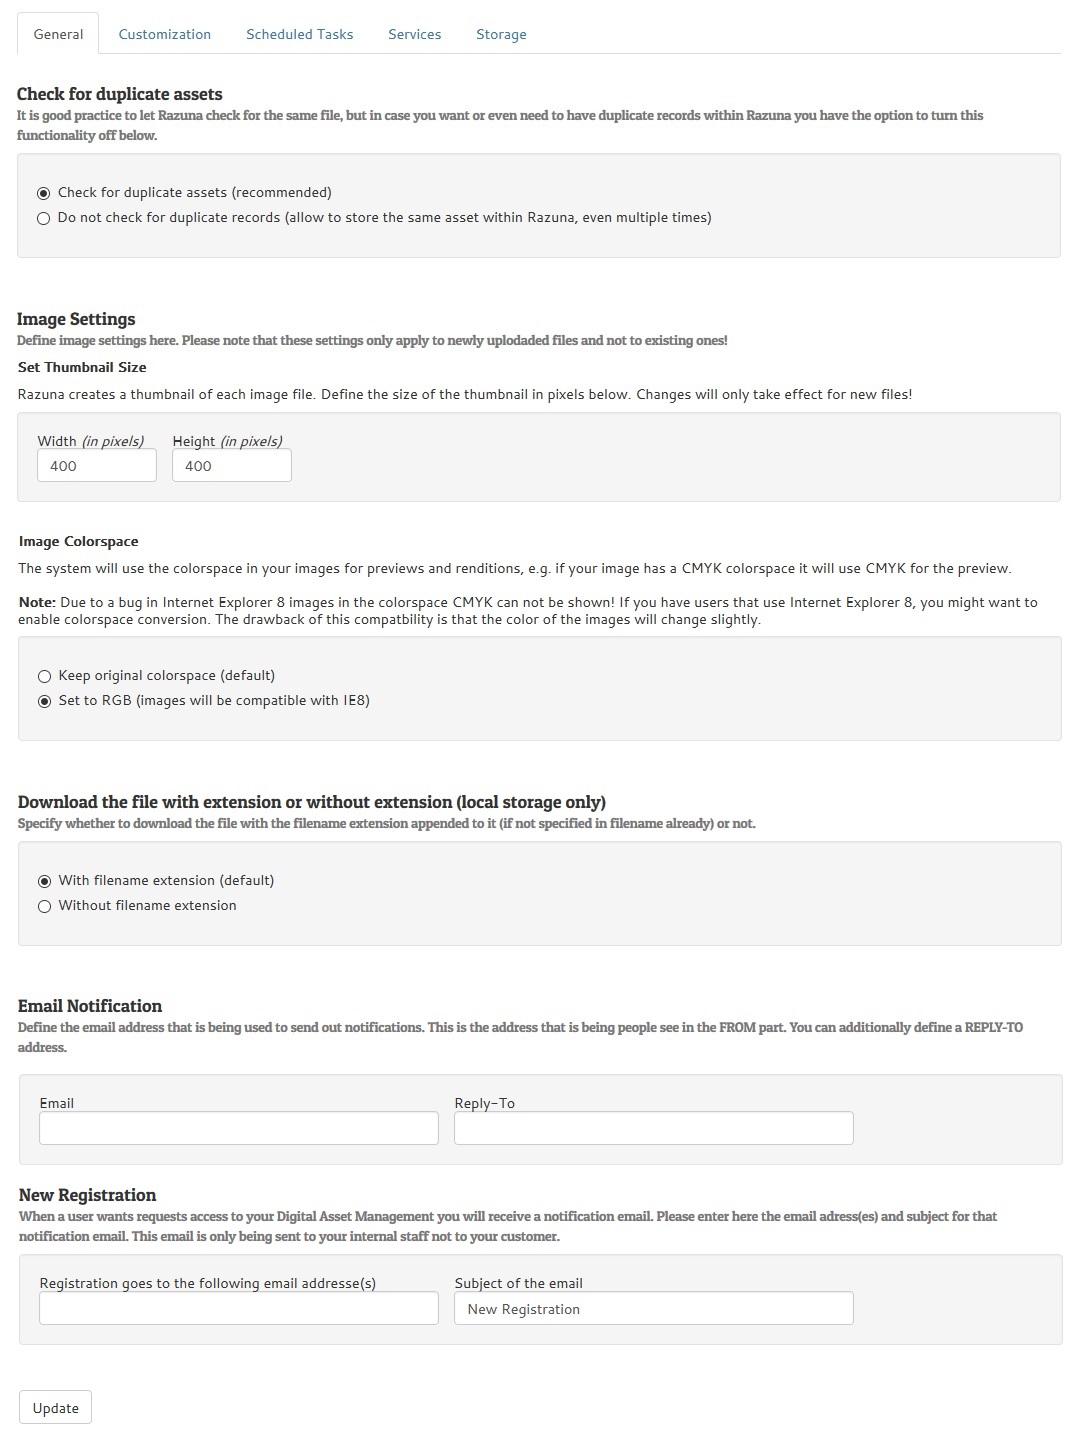 General Customization Scheduled Tasks Services Storage
Check for duplicate assets
It is good practice to let Razuna check for the same file, but in case you want or even need to have duplicate records within Razuna you have the option to turn this
functionality off below.
Check for duplicate assets (recommended)
Do not check for duplicate records (allow to store the same asset within Razuna, even multiple times)
Image Settings
Define image settings here. Please note that these settings only apply to newly uplodaded files and not to existing ones!
Set Thumbnail Size
Razuna creates a thumbnail of each image file. Define the size of the thumbnail in pixels below. Changes will only take effect for new files!
Width (in pixels) Height (in pixels)
400 400
Image Colorspace
The system will use the colorspace in your images for previews and renditions, e.g. if your image has a CMYK colorspace it will use CMYK for the preview.
Note: Due to a bug in Internet Explorer 8 images in the colorspace CMYK can not be shown! If you have users that use Internet Explorer 8, you might want to
enable colorspace conversion. The drawback of this compatbility is that the color of the images will change slightly.
Keep original colorspace (default)
Set to RGB (images will be compatible with IE8)
Download the file with extension or without extension (local storage only)
Specify whether to download the file with the filename extension appended to it (if not specified in filename already) or not.
With filename extension (default)
Without filename extension
Email Notification
Define the email address that is being used to send out notifications. This is the address that is being people see in the FROM part. You can additionally define a REPLY-TO
address.
Email Reply-To
New Registration
When a user wants requests access to your Digital Asset Management you will receive a notification email. Please enter here the email adress(es) and subject for that
notification email. This email is only being sent to your internal staff not to your customer.
Registration goes to the following email addresse(s) Subject of the email
New Registration
Update